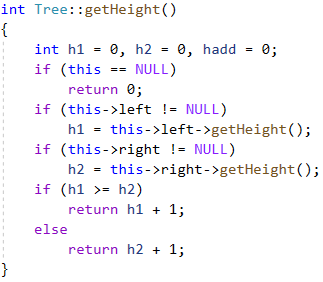 int Tree::getHeight()
{
    int h1 = 0, h2 = 0, hadd = 0;
    if (this == NULL)
        return 0;
    if (this->left != NULL)
        h1 = this->left->getHeight();
    if (this->right != NULL)
        h2 = this->right->getHeight();
    if (h1 >= h2)
        return h1 + 1;
    else
        return h2 + 1;
}